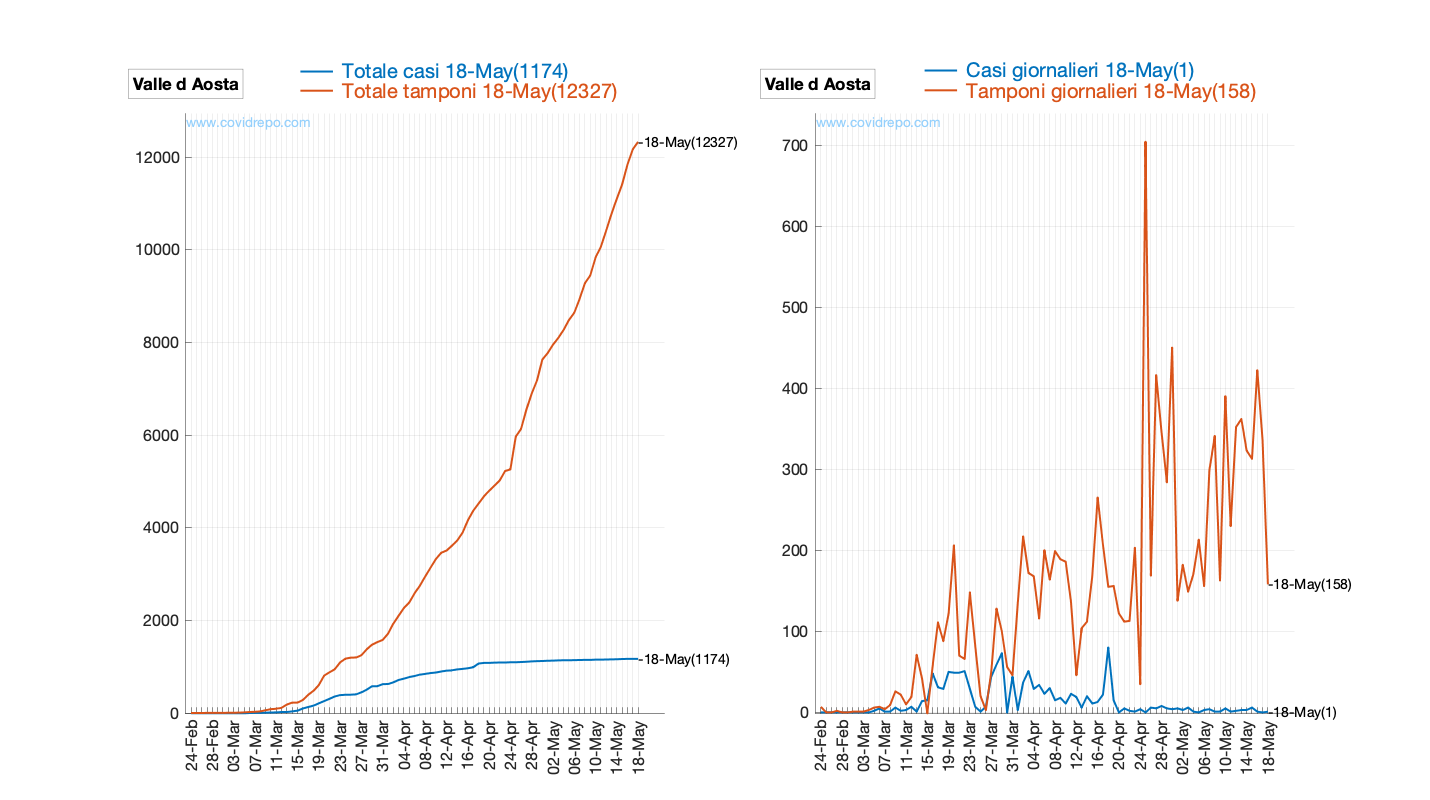 Valle d Aosta
Totale casi 18-May(1174)
Totale tamponi 18-May(12327)
www.covidrepo.com
18-May(12327)
12000
10000
8000
6000
4000
2000
0
18-May(1174)
24-Feb
28-Feb
03-Mar
07-Mar
11-Mar
15-Mar
19-Mar
23-Mar
27-Mar
31-Mar
04-Apr
08-Apr
12-Apr
16-Apr
20-Apr
24-Apr
28-Apr
02-May
06-May
10-May
14-May
18-May
Valle d Aosta
Casi giornalieri 18-May(1)
Tamponi giornalieri 18-May(158)
www.covidrepo.com
700
600
500
400
300
200
100
0
18-May(158)
18-May(1)
24-Feb
28-Feb
03-Mar
07-Mar
11-Mar
15-Mar
19-Mar
23-Mar
27-Mar
31-Mar
04-Apr
08-Apr
12-Apr
16-Apr
20-Apr
24-Apr
28-Apr
02-May
06-May
10-May
14-May
18-May